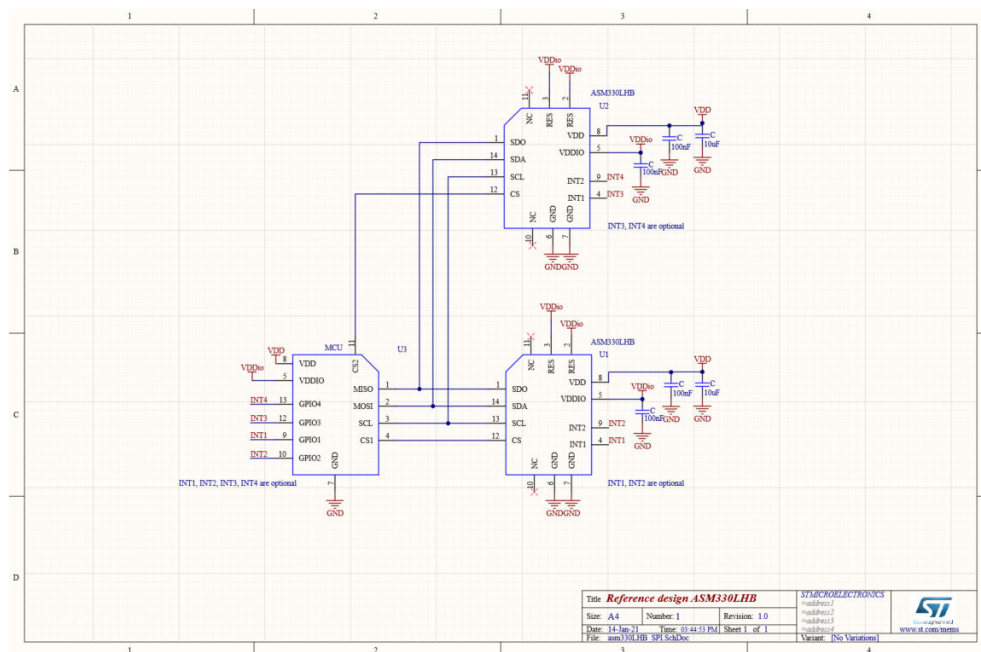 1 2 3 4
A
VDDio
VDDio
ASM330LHB
U2
11 3 2
NC RES RES
VDD 8
VDD
C
100nF
C
10uF
1 SDO
14 SDA
13 SCL
12 CS
VDDIO 5
VDDio
C
100nF
GND
GND
GND
INT2 9 INT4
INT1 4 INT3
NC GND GND
10 6 7
GND GND
INT3, INT4 are optional
B
VDDio
VDDio
ASM330LHB
U1
11 3 2
NC RES RES
VDD 8
VDD
C
100nF
C
10uF
1 SDO
14 SDA
13 SCL
12 CS
VDDIO 5
VDDio
C
100nF
GND
GND
GND
INT2 9 INT2
INT1 4 INT1
NC GND GND
10 6 7
GND GND
INT1, INT2 are optional
C
MCU
U3
11
CS2
VDD 8 VDD
VDDio 5 VDDIO
INT4 13 GPIO4
INT3 12 GPIO3
INT1 9 GPIO1
INT2 10 GPIO2
MISO 1
MOSI 2
SCL 3
CS1 4
GND
7
GND
INT1, INT2, INT3, INT4 are optional
D
Title Reference design ASM330LHB
Size: A4 Number: 1 Revision: 1.0
Date: 14-Jan-21 Time: 03:44:53 PM Sheet 1 of 1
File: asm330LHB_SPI.SchDoc
STMICROELECTRONICS
=address1
=address2
=address3
=address4
Variant: [No Variations]
ST
www.st.com/mems
1 2 3 4